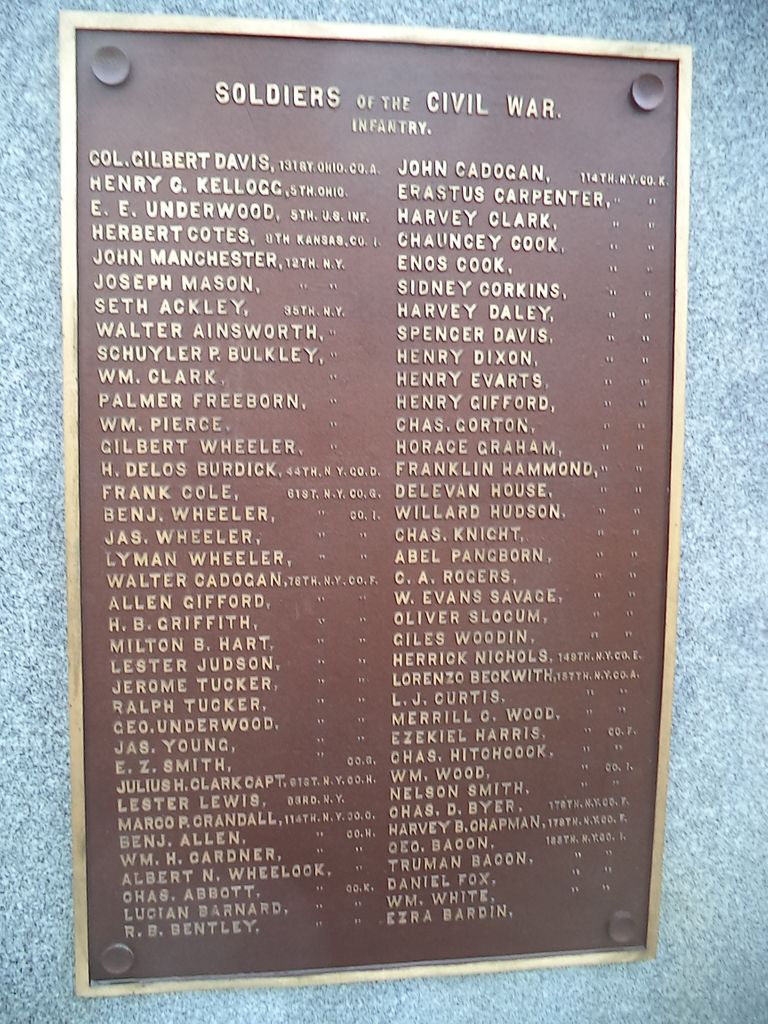 SOLDIERS OF THE CIVIL WAR.
INFANTRY.
COL. GILBERT DAVIS, 131ST. OHIO. CO. A.
HENRY C. KELLOGG, 5TH. OHIO.
E. E. UNDERWOOD, 5TH. U.S. INF.
HERBERT COTES, 8TH KANSAS, CO. I.
JOHN MANCHESTER, 12TH. N.Y.
JOSEPH MASON, " "
SETH ACKLEY, 35TH. N.Y.
WALTER AINSWORTH, "
SCHUYLER P. BULKLEY, "
WM. CLARK, "
PALMER FREEBORN, "
WM. PIERCE. "
GILBERT WHEELER, "
H. DELOS BURDICK, 44TH. N.Y. CO. D.
FRANK COLE, 61ST. N.Y. CO. G.
BENJ. WHEELER, " CO. I.
JAS. WHEELER, " "
LYMAN WHEELER, " "
WALTER CADOGAN, 76TH. N.Y. CO. F.
ALLEN GIFFORD, " "
H. B. GRIFFITH, " "
MILTON B. HART, " "
LESTER JUDSON, " "
JEROME TUCKER, " "
RALPH TUCKER, " "
GEO. UNDERWOOD, " "
JAS. YOUNG, " "
E. Z. SMITH, " CO. G.
JULIUS H. CLARK CAPT, 61ST. N.Y. CO. H.
LESTER LEWIS, 93RD. N.Y.
MARCO P. CRANDALL, 114TH. N.Y. CO. G.
BENJ. ALLEN, " CO. H.
WM. H. GARDNER, " "
ALBERT N. WHEELOCK, " "
CHAS. ABBOTT, " CO. K.
LUCIAN BARNARD, " "
R. B. BENTLEY, " "
JOHN CADOGAN, 114TH. N.Y. CO. K.
ERASTUS CARPENTER, " "
HARVEY CLARK, " "
CHAUNCEY COOK, " "
ENOS COOK, " "
SIDNEY CORKINS, " "
HARVEY DALEY, " "
SPENCER DAVIS, " "
HENRY DIXON, " "
HENRY EVARTS, " "
HENRY GIFFORD, " "
CHAS. GORTON, " "
HORACE GRAHAM, " "
FRANKLIN HAMMOND, " "
DELEVAN HOUSE, " "
WILLARD HUDSON, " "
CHAS. KNIGHT, " "
ABEL PANGBORN, " "
C. A. ROGERS, " "
W. EVANS SAVAGE, " "
OLIVER SLOCUM, " "
GILES WOODIN, " "
HERRICK NICHOLS, 149TH. N.Y. CO. E.
LORENZO BECKWITH, 157TH. N.Y. CO. A.
L. J. CURTIS, " "
MERRILL C. WOOD, " "
EZEKIEL HARRIS, " CO. F.
CHAS. HITCHCOCK, " "
WM. WOOD, " CO. I.
NELSON SMITH, " "
CHAS. D. BYER, 176TH. N.Y. CO. F.
HARVEY B. CHAPMAN, 178TH. N.Y. CO. F.
GEO. BACON, 185TH. N.Y. CO. I.
TRUMAN BACON, " "
DANIEL FOX, " "
WM. WHITE, " "
EZRA BARDIN,